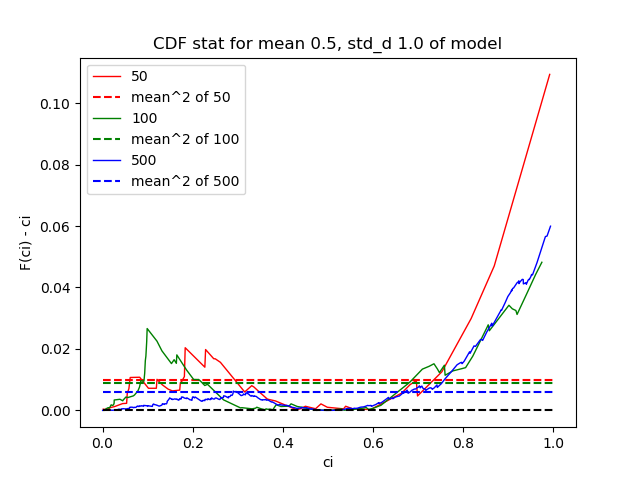 CDF stat for mean 0.5, std_d 1.0 of model
50
mean^2 of 50
100
mean^2 of 100
500
mean^2 of 500
F(ci) - ci
0.10
0.08
0.06
0.04
0.02
0.00
0.0 0.2 0.4 0.6 0.8 1.0
ci